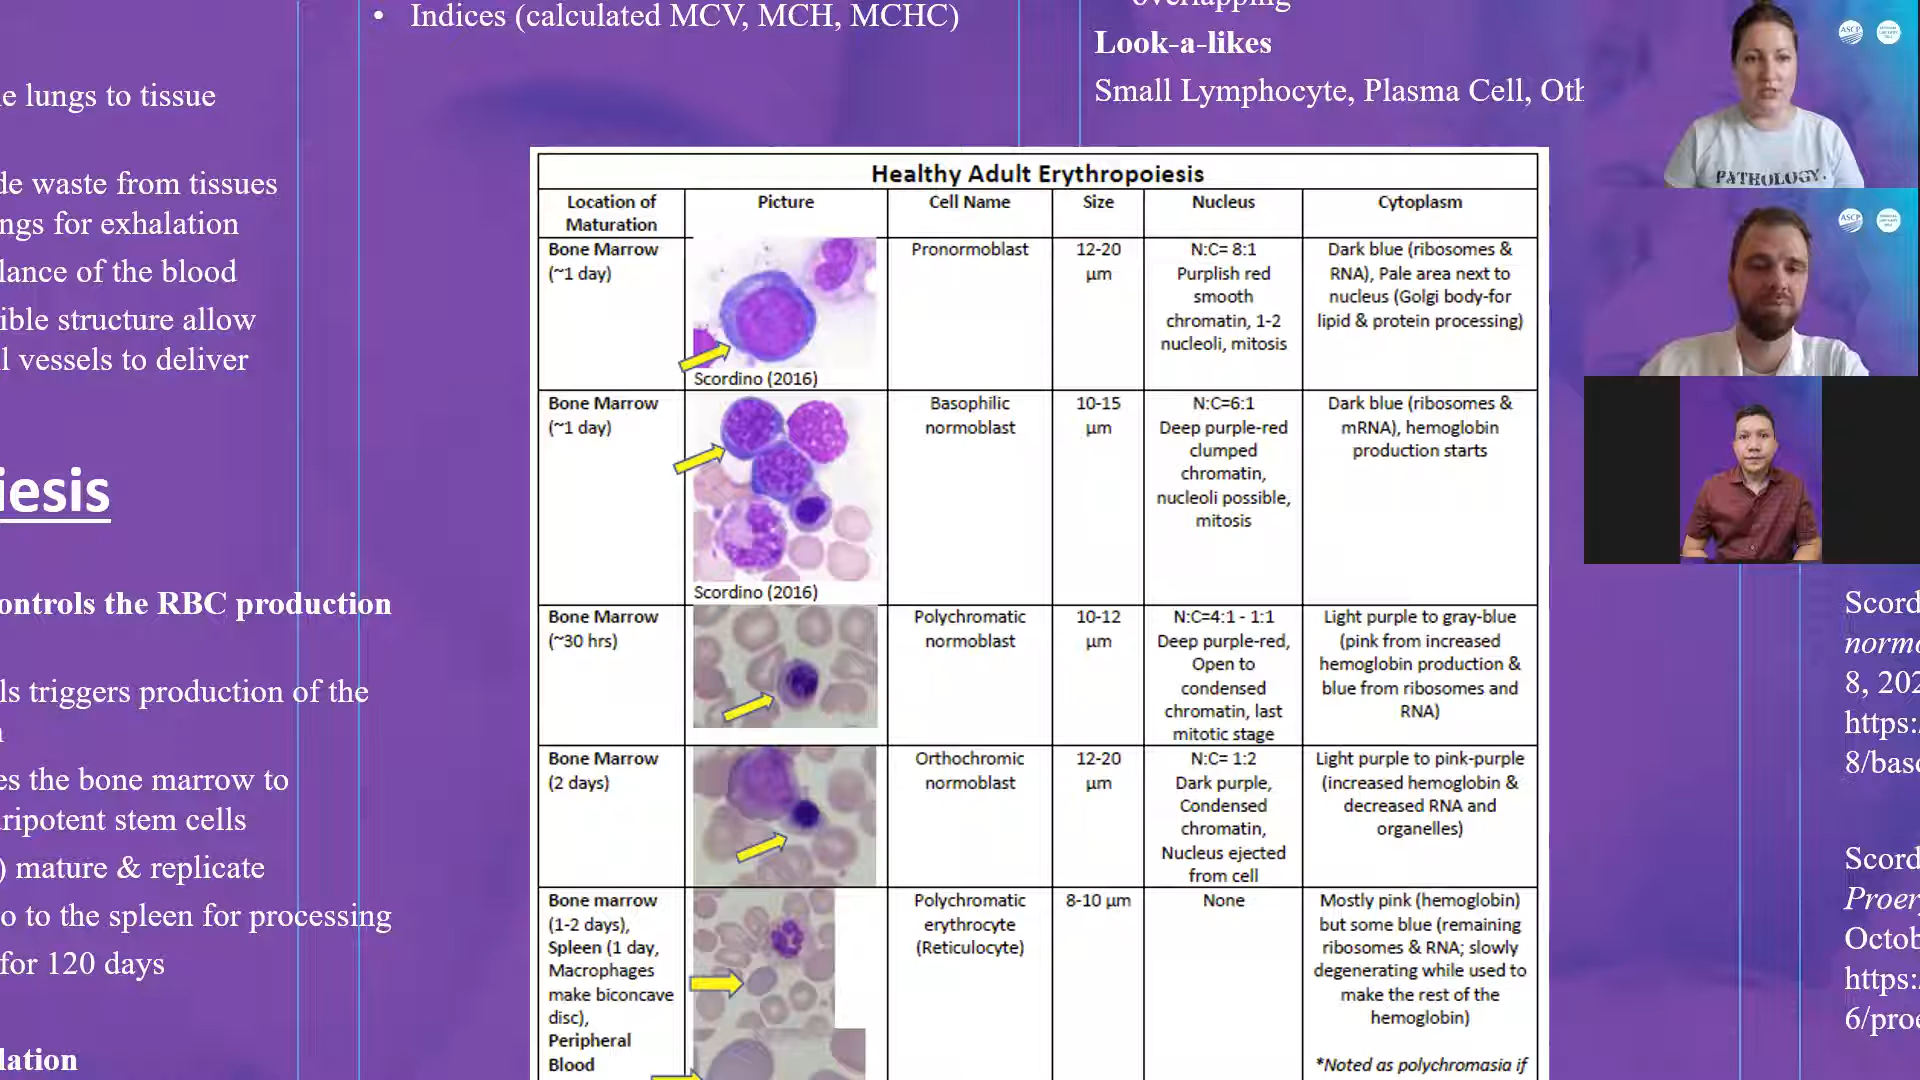 Indices (calculated MCV, MCH, MCHC)
overlapping
Look-a-likes
Small Lymphocyte, Plasma Cell, Oth
e lungs to tissue
de waste from tissues
ngs for exhalation
lance of the blood
ible structure allow
l vessels to deliver
iesis
ontrols the RBC production
ls triggers production of the
es the bone marrow to
ripotent stem cells
) mature & replicate
o to the spleen for processing
for 120 days
lation
Healthy Adult Erythropoiesis
Location of Maturation
Picture
Cell Name
Size
Nucleus
Cytoplasm
Bone Marrow
(~1 day)
Scordino (2016)
Pronormoblast
12-20
µm
N:C= 8:1
Purplish red
smooth
chromatin, 1-2
nucleoli, mitosis
Dark blue (ribosomes &
RNA), Pale area next to
nucleus (Golgi body-for
lipid & protein processing)
Bone Marrow
(~1 day)
Scordino (2016)
Basophilic
normoblast
10-15
µm
N:C=6:1
Deep purple-red
clumped
chromatin,
nucleoli possible,
mitosis
Dark blue (ribosomes &
mRNA), hemoglobin
production starts
Bone Marrow
(~30 hrs)
Polychromatic
normoblast
10-12
µm
N:C=4:1 - 1:1
Deep purple-red,
Open to
condensed
chromatin, last
mitotic stage
Light purple to gray-blue
(pink from increased
hemoglobin production &
blue from ribosomes and
RNA)
Bone Marrow
(2 days)
Orthochromic
normoblast
12-20
µm
N:C= 1:2
Dark purple,
Condensed
chromatin,
Nucleus ejected
from cell
Light purple to pink-purple
(increased hemoglobin &
decreased RNA and
organelles)
Bone marrow
(1-2 days),
Spleen (1 day,
Macrophages
make biconcave
disc),
Peripheral
Blood
Polychromatic
erythrocyte
(Reticulocyte)
8-10 µm
None
Mostly pink (hemoglobin)
but some blue (remaining
ribosomes & RNA; slowly
degenerating while used to
make the rest of the
hemoglobin)
*Noted as polychromasia if
ASCP
PATHOLOGY.
ASCP
Scord
normo
8, 202
https:/
8/baso
Scord
Proer
Octob
https:/
6/proe